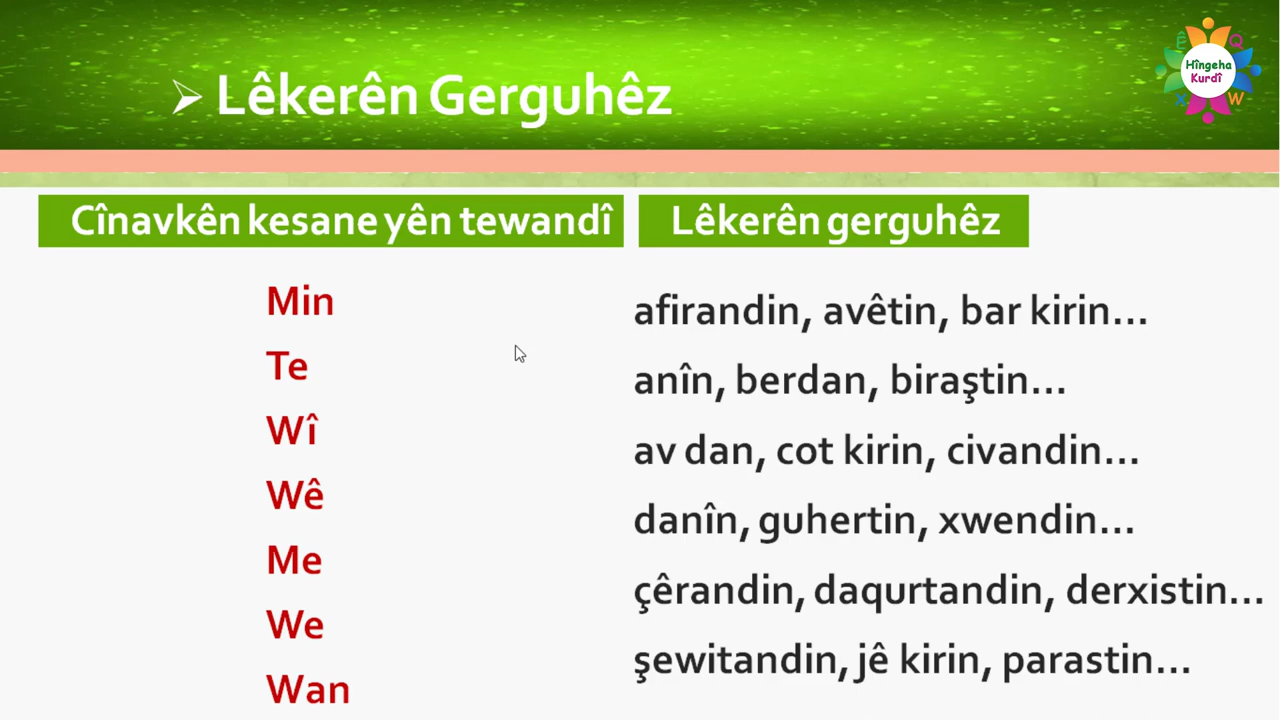 Lêkerên Gerguhêz
Ê Q
Hîngeha
Kurdî
X W
Cînavkên kesane yên tewandî
Min
Te
Wî
Wê
Me
We
Wan
Lêkerên gerguhêz
afirandin, avêtin, bar kirin...
anîn, berdan, biraştin...
av dan, cot kirin, civandin...
danîn, guhertin, xwendin...
çêrandin, daqurtandin, derxistin...
şewitandin, jê kirin, parastin...